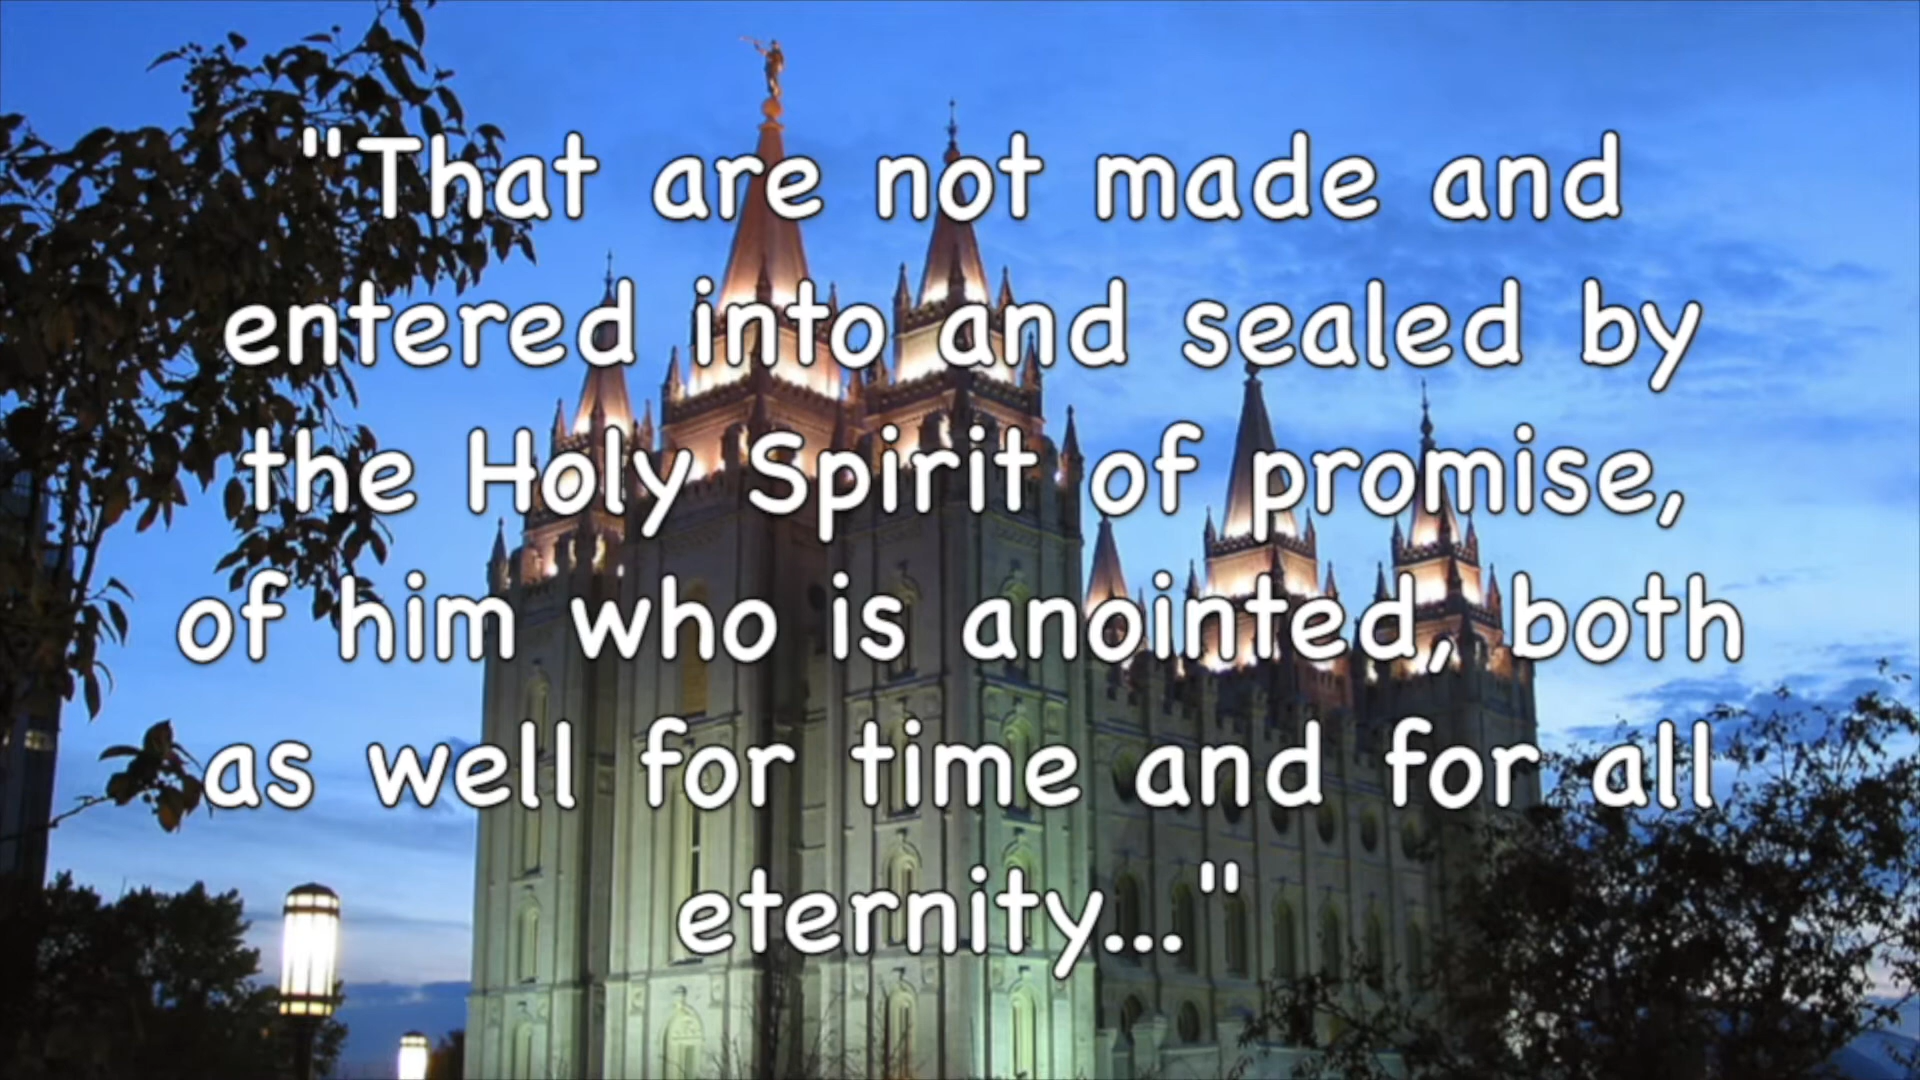 "That are not made and
entered into and sealed by
the Holy Spirit of promise,
of him who is anointed, both
as well for time and for all
eternity..."